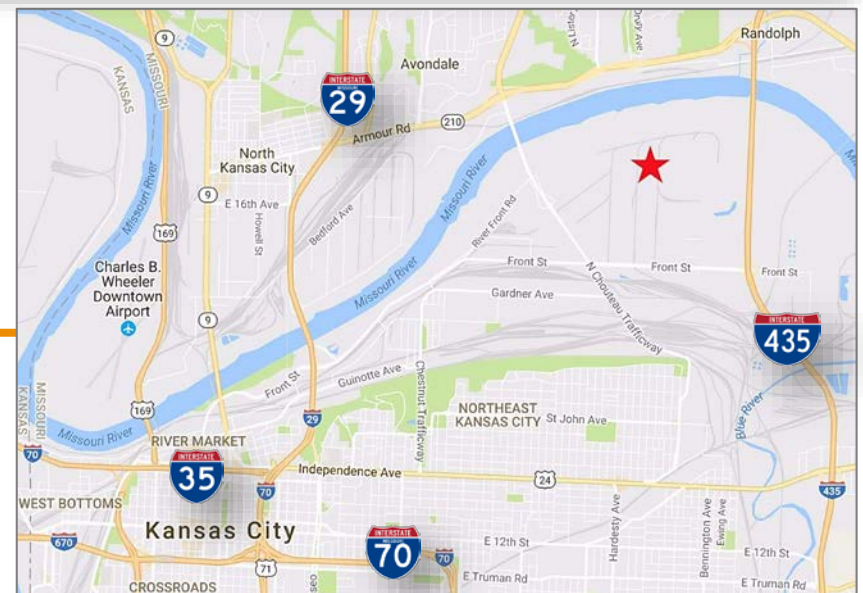 9
KANSAS
MISSOURI
Missouri River
INTERSTATE
MISSOURI
29
Avondale
210
Armour Rd
Randolph
North
Kansas City
E 16th Ave
Howell St
Bedford Ave
9
169
Missouri River
River Front Rd
Missouri River
Charles B.
Wheeler
Downtown
Airport
9
Front St
Front St
Front St
Gardner Ave
N Chouteau Trafficway
INTERSTATE
435
Front St
Guinotte Ave
Chestnut Trafficway
169
MISSOURI
KANSAS
Missouri River
29
NORTHEAST
KANSAS CITY
St John Ave
Blue River
70
RIVER MARKET
INTERSTATE
35
70
Independence Ave
24
435
WEST BOTTOMS
Kansas City
670
71
INTERSTATE
MISSOURI
70
70
E 12th St
Hardesty Ave
Bennington Ave
Ewing Ave
E 12th St
E Truman Rd
E Truman Rd
CROSSROADS